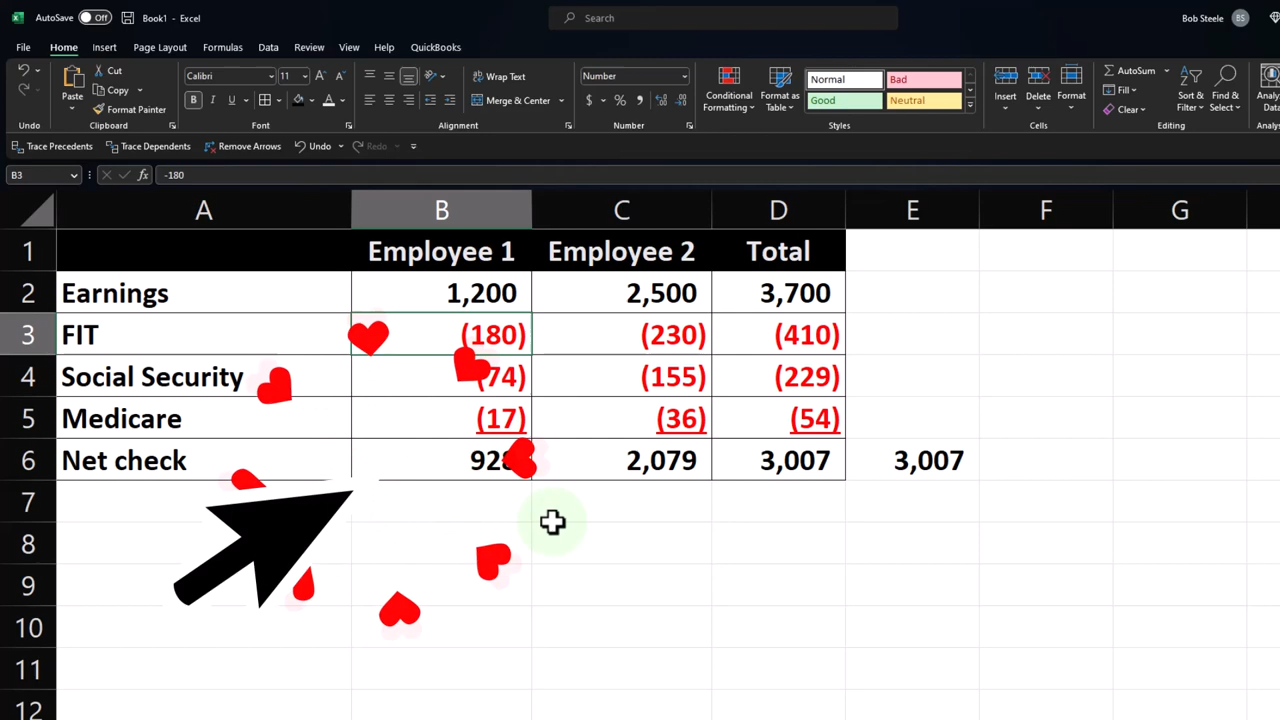 AutoSave Off Book1 - Excel Search Bob Steele BS
File Home Insert Page Layout Formulas Data Review View Help QuickBooks
Paste Cut Copy Format Painter Calibri 11 B I U A Wrap Text Merge & Center Number $ % Conditional Formatting Format as Table Normal Bad Good Neutral Insert Delete Format AutoSum Fill Clear Sort & Filter Find & Select
Undo Clipboard Font Alignment Number Styles Cells Editing
Trace Precedents Trace Dependents Remove Arrows Undo Redo
B3 fx -180
A B C D E F G
1 Employee 1 Employee 2 Total
2 Earnings 1,200 2,500 3,700
3 FIT (180) (230) (410)
4 Social Security (74) (155) (229)
5 Medicare (17) (36) (54)
6 Net check 2,079 3,007 3,007
7
8
9
10
11
12